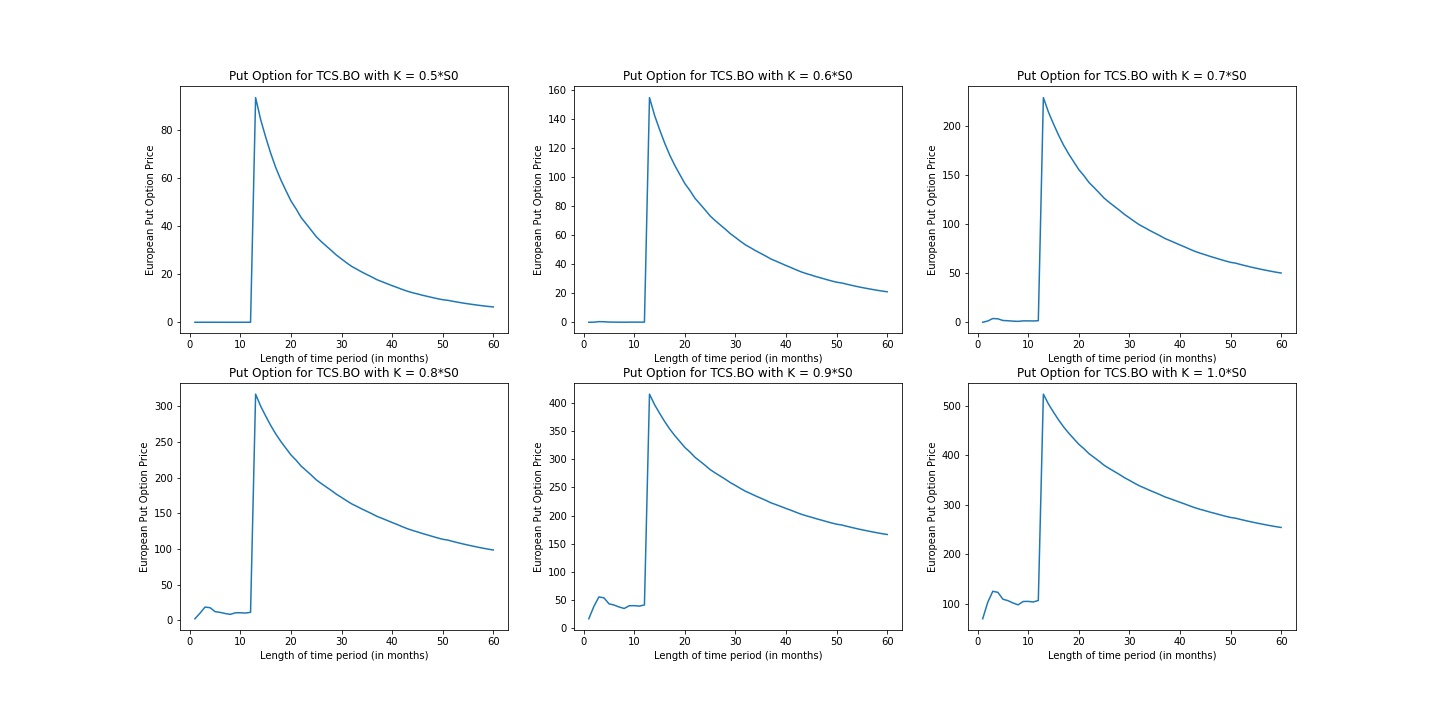 Put Option for TCS.BO with K = 0.5*S0
European Put Option Price
80
60
40
20
0
0 10 20 30 40 50 60
Length of time period (in months)
Put Option for TCS.BO with K = 0.6*S0
European Put Option Price
160
140
120
100
80
60
40
20
0
0 10 20 30 40 50 60
Length of time period (in months)
Put Option for TCS.BO with K = 0.7*S0
European Put Option Price
200
150
100
50
0
0 10 20 30 40 50 60
Length of time period (in months)
Put Option for TCS.BO with K = 0.8*S0
European Put Option Price
300
250
200
150
100
50
0
0 10 20 30 40 50 60
Length of time period (in months)
Put Option for TCS.BO with K = 0.9*S0
European Put Option Price
400
350
300
250
200
150
100
50
0
0 10 20 30 40 50 60
Length of time period (in months)
Put Option for TCS.BO with K = 1.0*S0
European Put Option Price
500
400
300
200
100
0 10 20 30 40 50 60
Length of time period (in months)